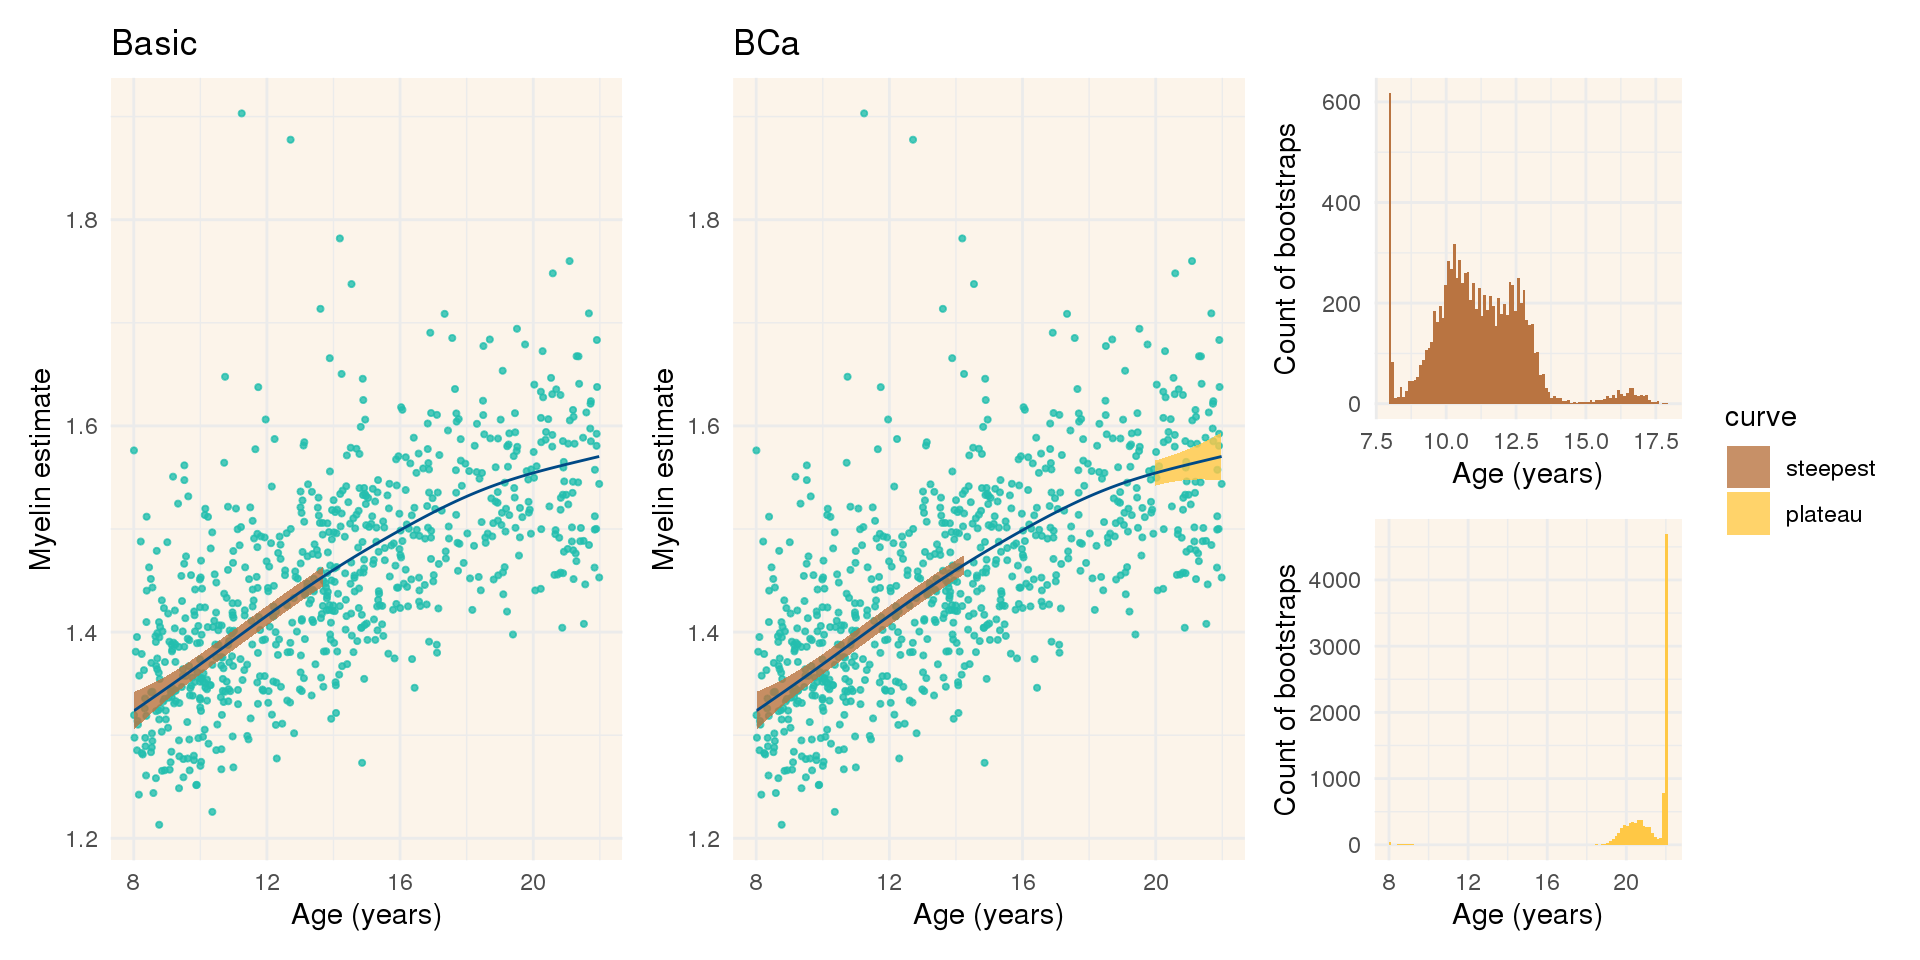 Basic
Myelin estimate
1.8
1.6
1.4
1.2
8 12 16 20
Age (years)
BCa
Myelin estimate
1.8
1.6
1.4
1.2
8 12 16 20
Age (years)
Count of bootstraps
600
400
200
0
7.5 10.0 12.5 15.0 17.5
Age (years)
Count of bootstraps
4000
3000
2000
1000
0
8 12 16 20
Age (years)
curve
steepest
plateau